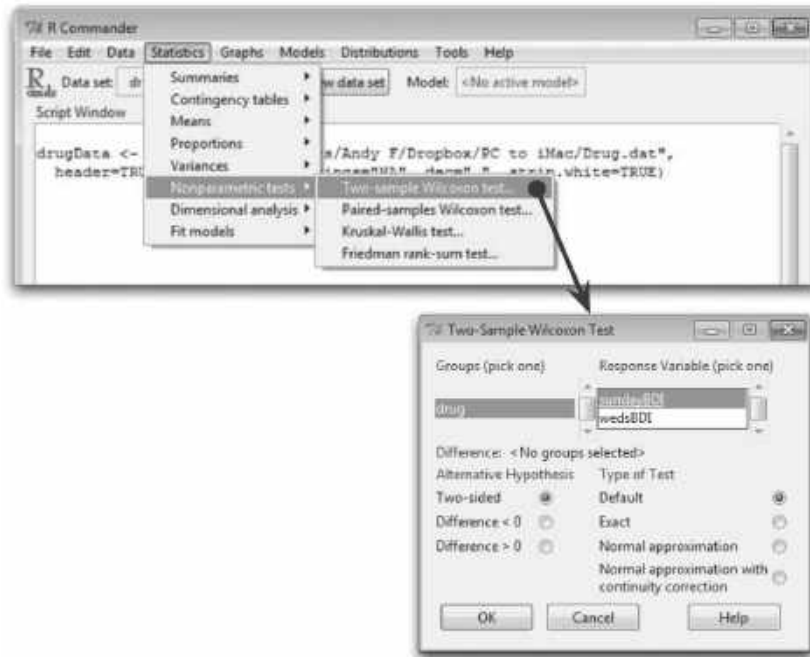 R Commander
File Edit Data Statistics Graphs Models Distributions Tools Help
R Data set: dr w data set Model: <No active model>
Script Window
Summaries
Contingency tables
Means
Proportions
Variances
Nonparametric tests
Dimensional analysis
Fit models
drugData <- s/Andy F/Dropbox/PC to iMac/Drug.dat",
header=TRU strip.white=TRUE)
Two-sample Wilcoxon test...
Paired-samples Wilcoxon test...
Kruskal-Wallis test...
Friedman rank-sum test...
Two-Sample Wilcoxon Test
Groups (pick one) Response Variable (pick one)
drug sundayBDI
wedsBDI
Difference: <No groups selected>
Alternative Hypothesis Type of Test
Two-sided Default
Difference < 0 Exact
Difference > 0 Normal approximation
Normal approximation with
continuity correction
OK Cancel Help